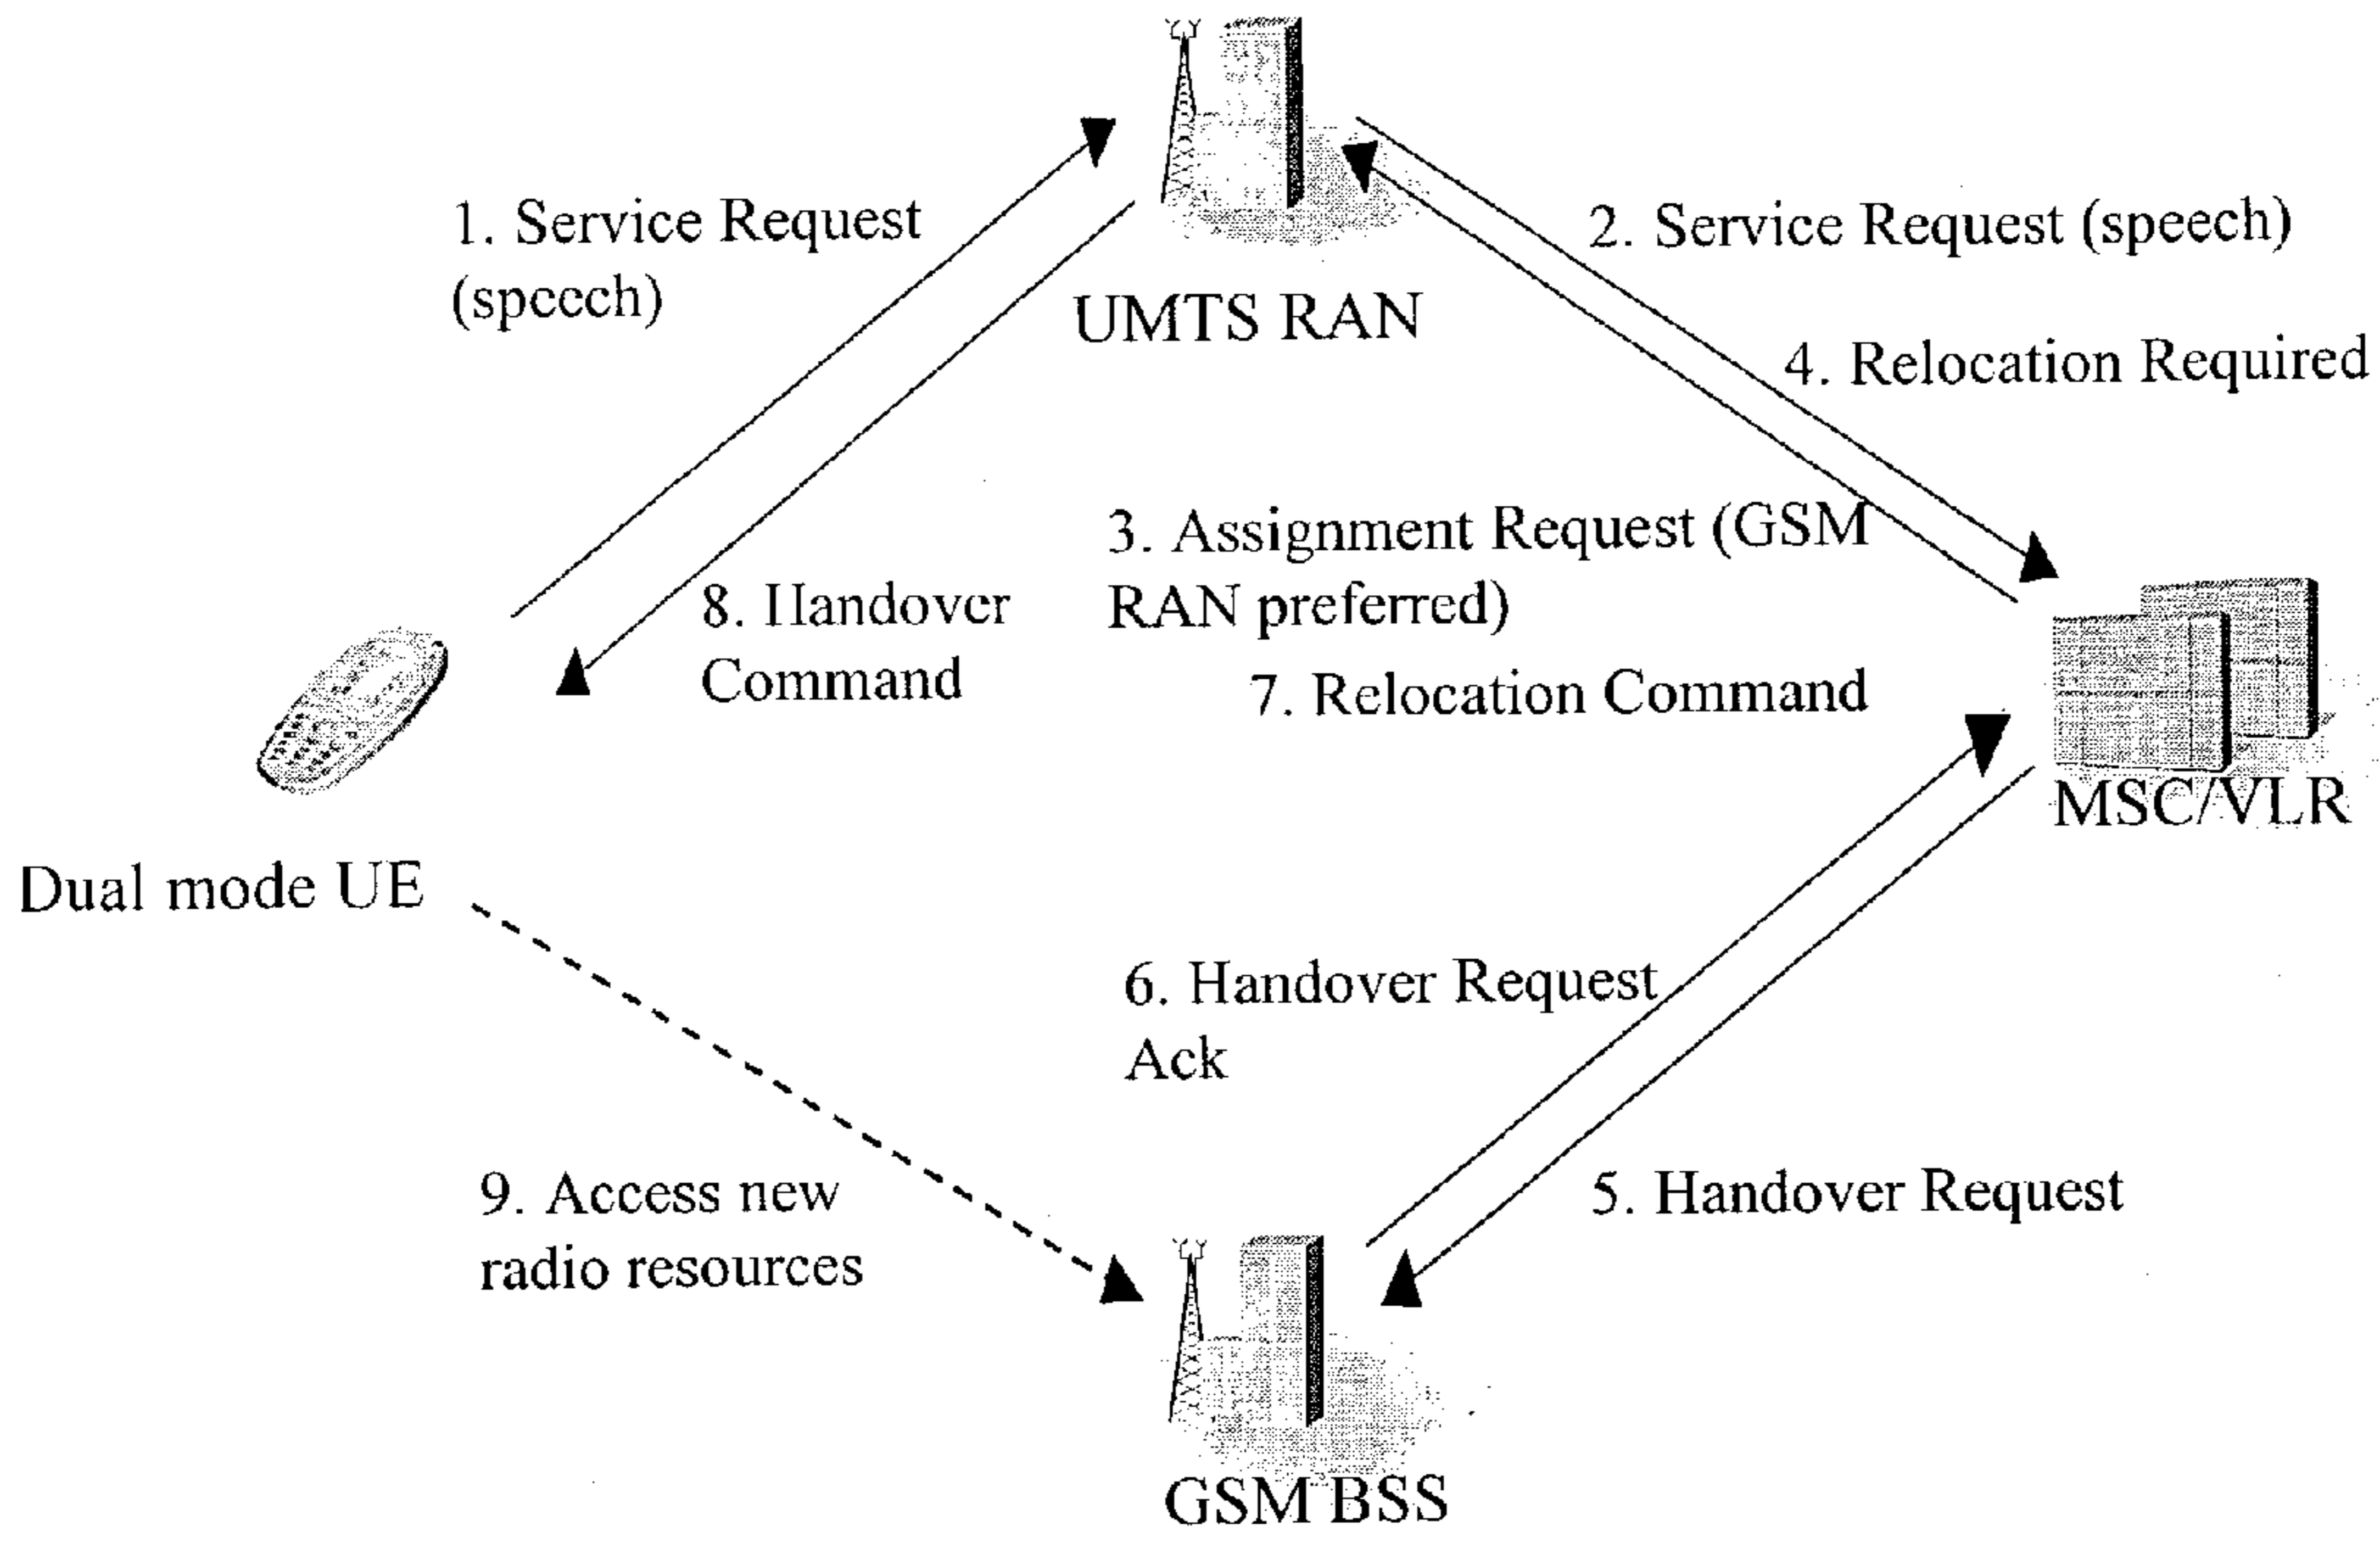 1. Service Request
(speech)
UMTS RAN
2. Service Request (speech)
4. Relocation Required
3. Assignment Request (GSM
RAN preferred)
7. Relocation Command
8. Handover
Command
MSC/VLR
Dual mode UE
6. Handover Request
Ack
5. Handover Request
9. Access new
radio resources
GSM BSS